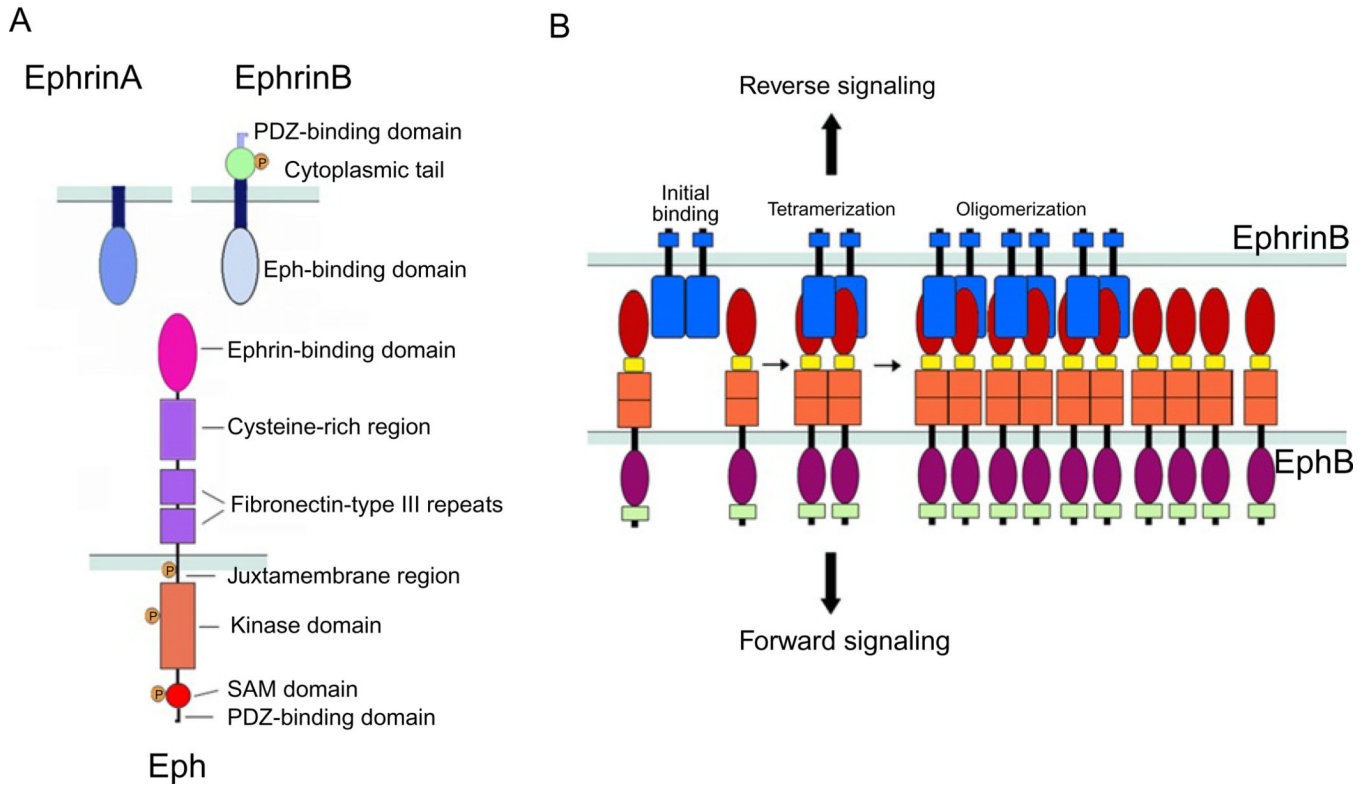 A
EphrinA
EphrinB
PDZ-binding domain
P
Cytoplasmic tail
Eph-binding domain
Ephrin-binding domain
Cysteine-rich region
Fibronectin-type III repeats
P
Juxtamembrane region
P
Kinase domain
P
SAM domain
PDZ-binding domain
Eph
B
Reverse signaling
Initial
binding
Tetramerization
Oligomerization
EphrinB
EphB
Forward signaling